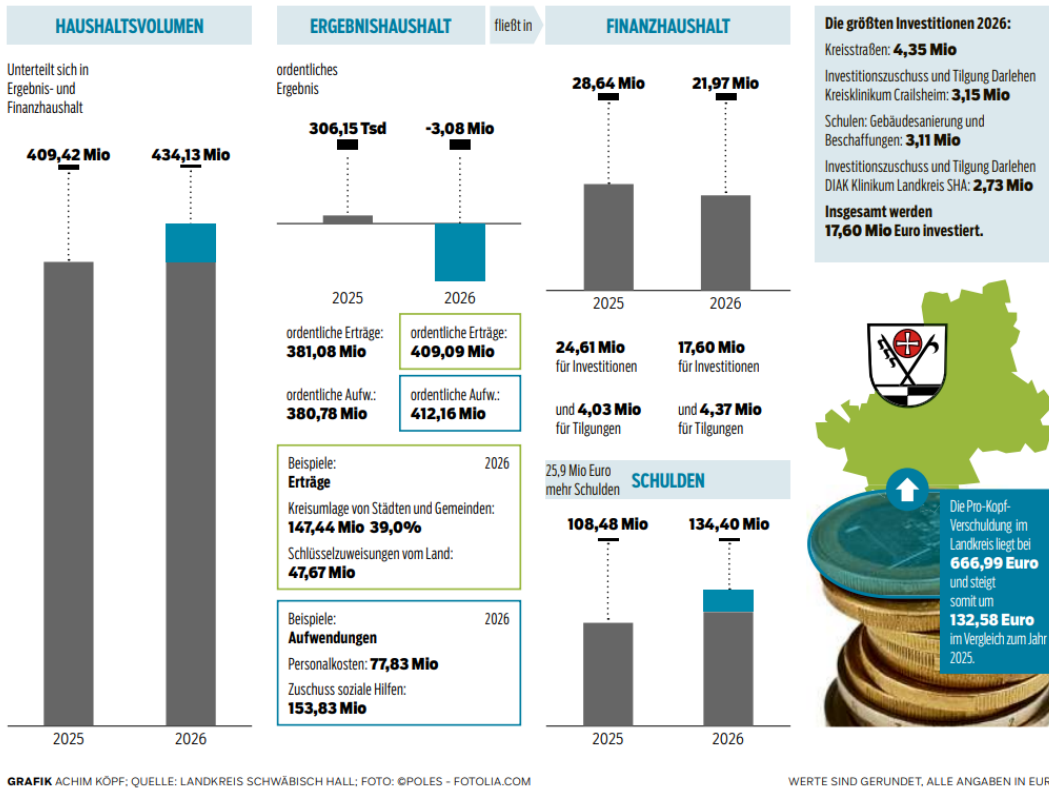 HAUSHALTSVOLUMEN
Unterteilt sich in
Ergebnis- und
Finanzhaushalt
409,42 Mio
434,13 Mio
2025
2026
ERGEBNISHAUSHALT
fließt in
ordentliches
Ergebnis
306,15 Tsd
-3,08 Mio
2025
2026
ordentliche Erträge:
381,08 Mio
ordentliche Erträge:
409,09 Mio
ordentliche Aufw.:
380,78 Mio
ordentliche Aufw.:
412,16 Mio
Beispiele: 2026
Erträge
Kreisumlage von Städten und Gemeinden:
147,44 Mio 39,0%
Schlüsselzuweisungen vom Land:
47,67 Mio
Beispiele: 2026
Aufwendungen
Personalkosten: 77,83 Mio
Zuschuss soziale Hilfen:
153,83 Mio
FINANZHAUSHALT
28,64 Mio
21,97 Mio
2025
2026
24,61 Mio
für Investitionen
17,60 Mio
für Investitionen
und 4,03 Mio
für Tilgungen
und 4,37 Mio
für Tilgungen
25,9 Mio Euro
mehr Schulden
SCHULDEN
108,48 Mio
134,40 Mio
2025
2026
Die größten Investitionen 2026:
Kreisstraßen: 4,35 Mio
Investitionszuschuss und Tilgung Darlehen
Kreisklinikum Crailsheim: 3,15 Mio
Schulen: Gebäudesanierung und
Beschaffungen: 3,11 Mio
Investitionszuschuss und Tilgung Darlehen
DIAK Klinikum Landkreis SHA: 2,73 Mio
Insgesamt werden
17,60 Mio Euro investiert.
Die Pro-Kopf-
Verschuldung im
Landkreis liegt bei
666,99 Euro
und steigt
somit um
132,58 Euro
im Vergleich zum Jahr
2025.
GRAFIK ACHIM KÖPF; QUELLE: LANDKREIS SCHWÄBISCH HALL; FOTO: ©POLES - FOTOLIA.COM
WERTE SIND GERUNDET, ALLE ANGABEN IN EUR